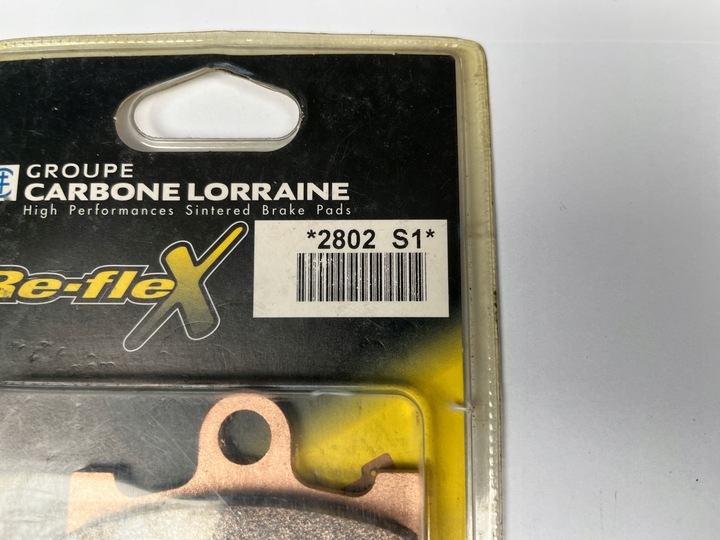 GROUPE
CARBONE LORRAINE
High Performances Sintered Brake Pads
*2802 S1*
Re-fleX